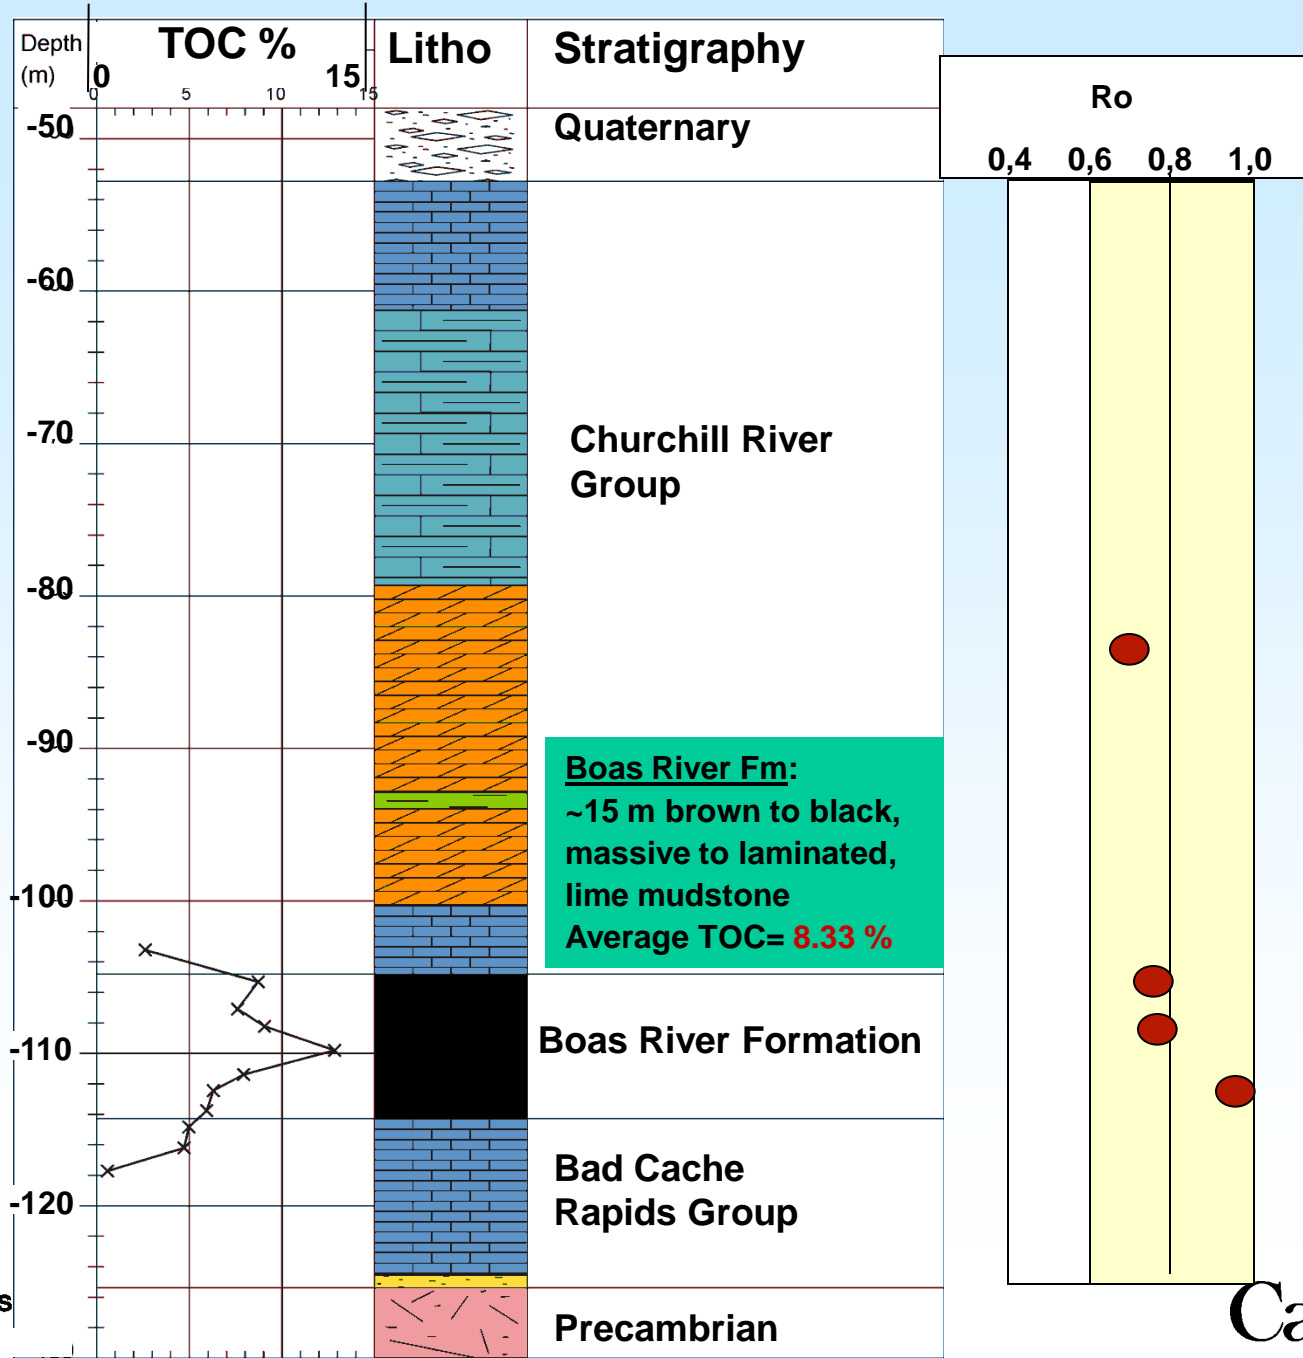 Depth
(m)
TOC %
0
15
0
5
10
15
Litho
Stratigraphy
Ro
0,4
0,6
0,8
1,0
-50
Quaternary
-60
-70
Churchill River
Group
-80
-90
Boas River Fm:
~15 m brown to black,
massive to laminated,
lime mudstone
Average TOC= 8.33 %
-100
-110
Boas River Formation
Bad Cache
Rapids Group
-120
s
Precambrian
Ca